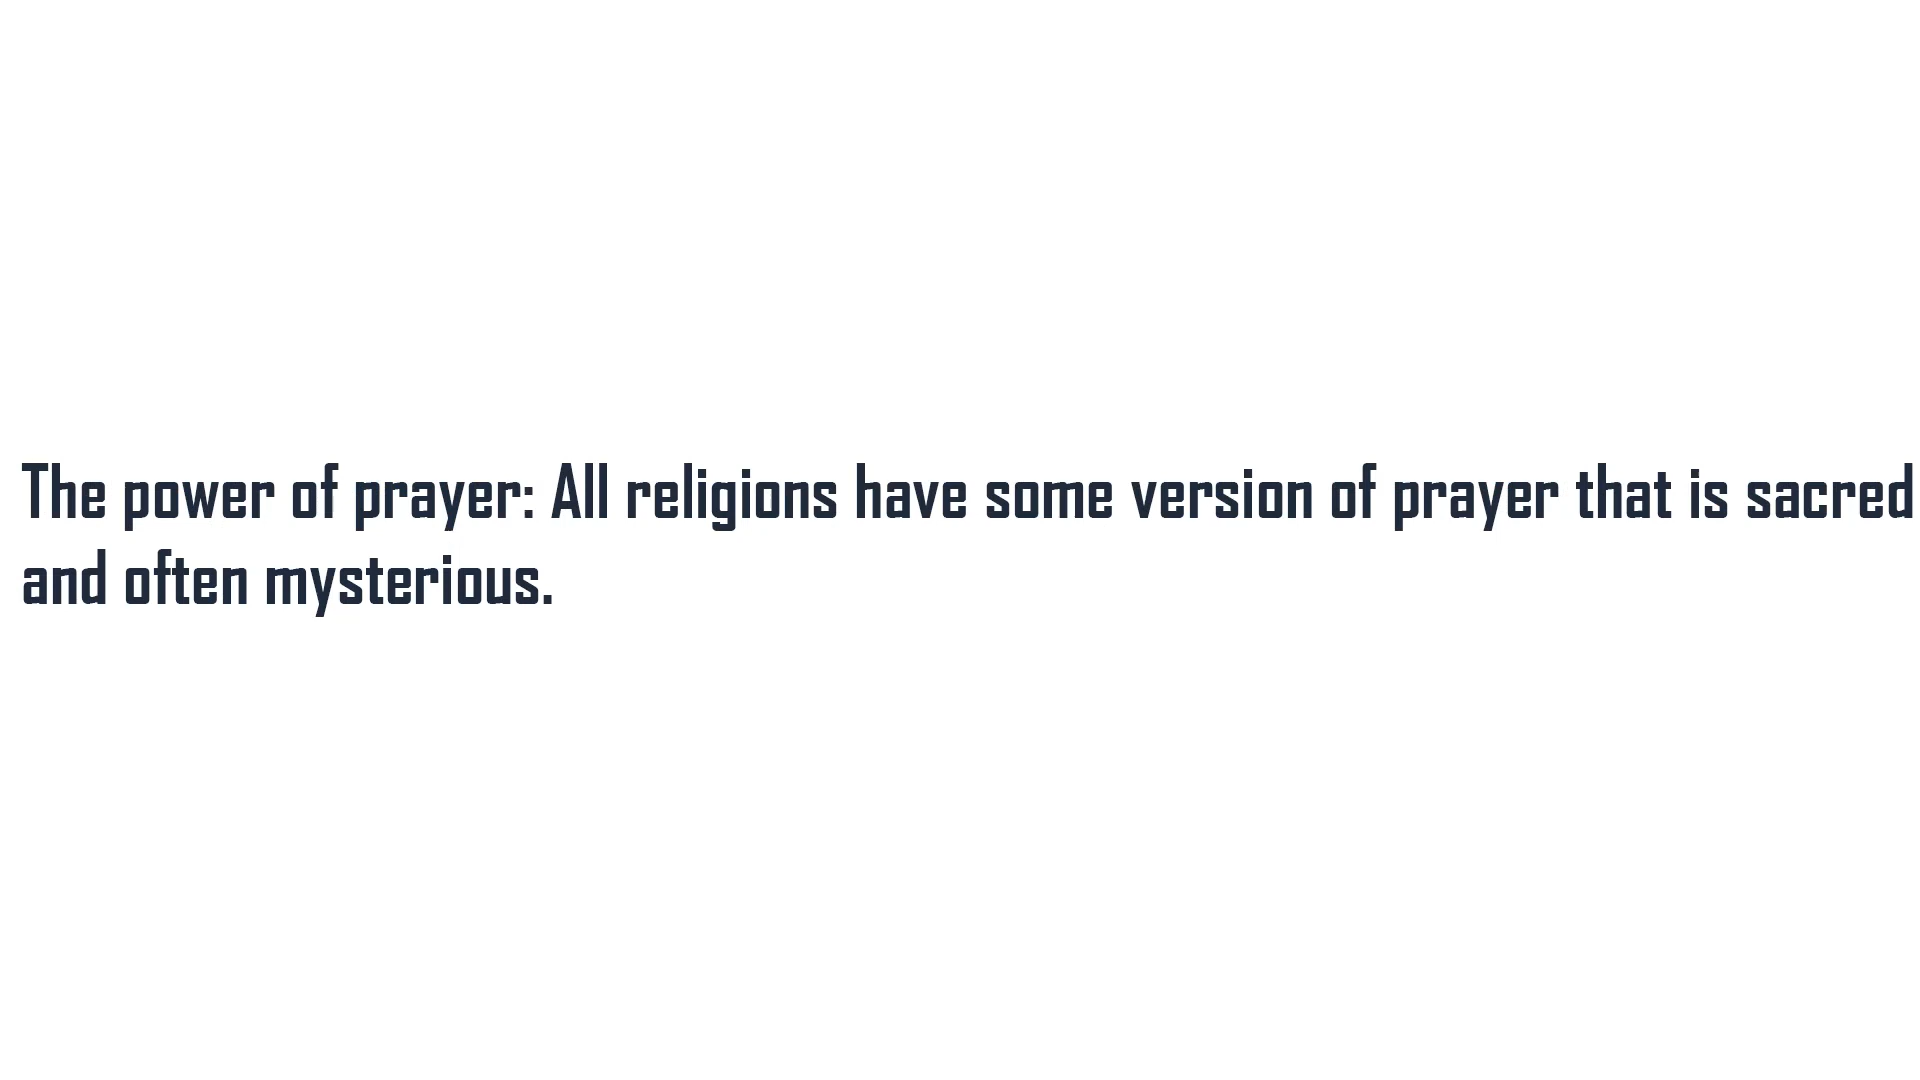 The power of prayer: All religions have some version of prayer that is sacred
and often mysterious.